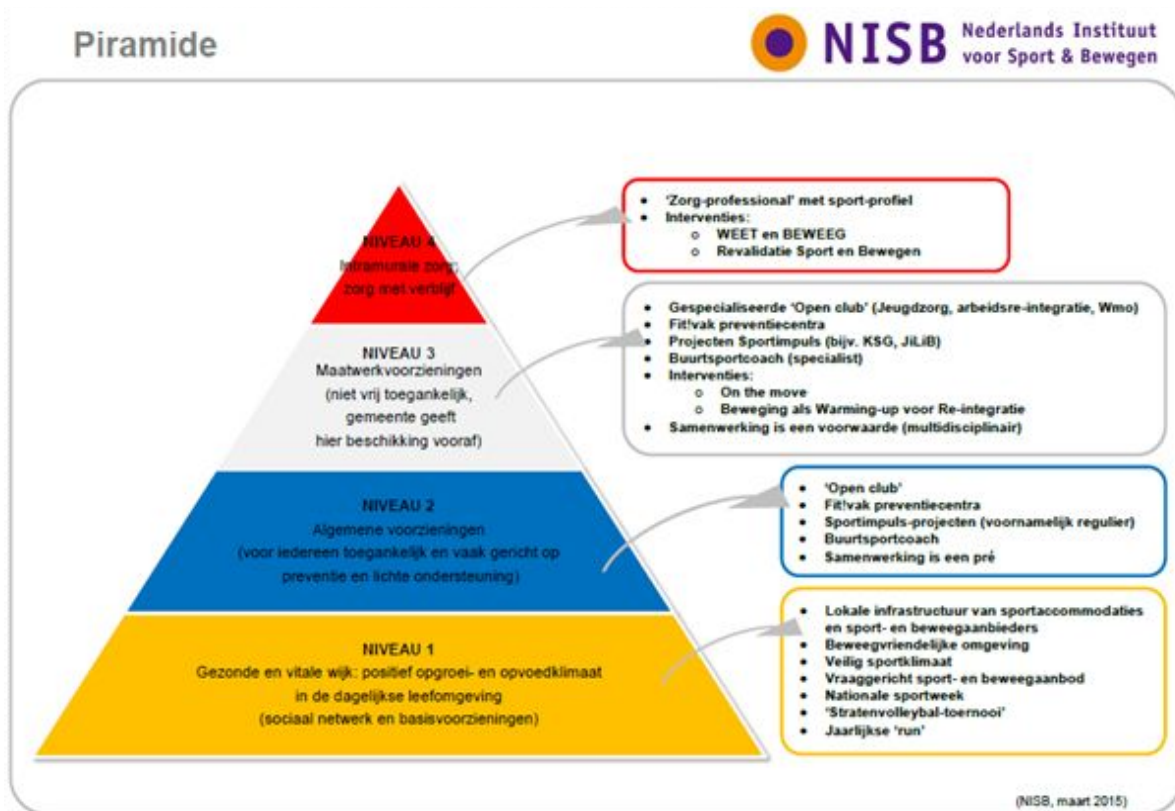 Piramide
NISB
Nederlands Instituut
voor Sport & Bewegen
NIVEAU 4
Intramurale zorg;
zorg met verblijf
• 'Zorg-professional' met sport-profiel
• Interventies:
o WEET en BEWEEG
o Revalidatie Sport en Bewegen
NIVEAU 3
Maatwerkvoorzieningen
(niet vrij toegankelijk,
gemeente geeft
hier beschikking vooraf)
• Gespecialiseerde 'Open club' (Jeugdzorg, arbeidsre-integratie, Wmo)
• Fit!vak preventiecentra
• Projecten Sportimpuls (bijv. KSG, JiLiB)
• Buurtsportcoach (specialist)
• Interventies:
o On the move
o Beweging als Warming-up voor Re-integratie
• Samenwerking is een voorwaarde (multidisciplinair)
NIVEAU 2
Algemene voorzieningen
(voor iedereen toegankelijk en vaak gericht op
preventie en lichte ondersteuning)
• 'Open club'
• Fit!vak preventiecentra
• Sportimpuls-projecten (voornamelijk regulier)
• Buurtsportcoach
• Samenwerking is een pré
NIVEAU 1
Gezonde en vitale wijk: positief opgroei- en opvoedklimaat
in de dagelijkse leefomgeving
(sociaal netwerk en basisvoorzieningen)
• Lokale infrastructuur van sportaccommodaties
en sport- en beweegaanbieders
• Beweegvriendelijke omgeving
• Veilig sportklimaat
• Vraaggericht sport- en beweegaanbod
• Nationale sportweek
• 'Stratenvolleybal-toernooi'
• Jaarlijkse 'run'
(NISB, maart 2015)